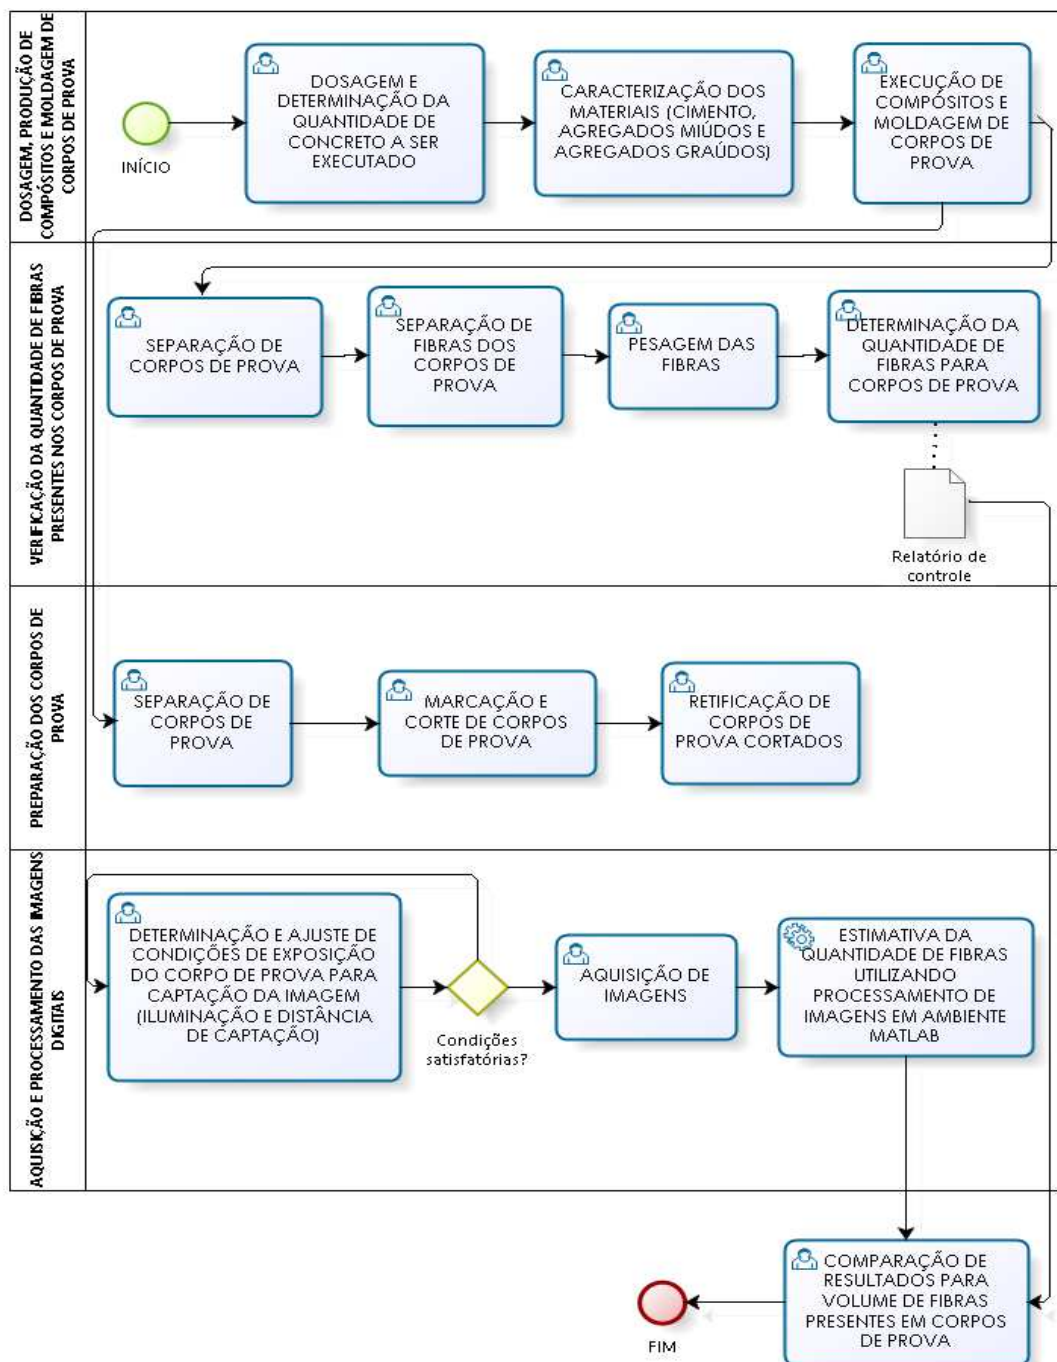 DOSAGEM, PRODUÇÃO DE
COMPÓSITOS E MOLDAGEM DE
CORPOS DE PROVA
INÍCIO
DOSAGEM E
DETERMINAÇÃO DA
QUANTIDADE DE
CONCRETO A SER
EXECUTADO
CARACTERIZAÇÃO DOS
MATERIAIS (CIMENTO,
AGREGADOS MIÚDOS E
AGREGADOS GRAÚDOS)
EXECUÇÃO DE
COMPÓSITOS E
MOLDAGEM DE
CORPOS DE
PROVA
VERIFICAÇÃO DA QUANTIDADE DE FIBRAS
PRESENTES NOS CORPOS DE PROVA
SEPARAÇÃO DE
CORPOS DE PROVA
SEPARAÇÃO DE
FIBRAS DOS
CORPOS DE
PROVA
PESAGEM DAS
FIBRAS
DETERMINAÇÃO DA
QUANTIDADE DE
FIBRAS PARA
CORPOS DE PROVA
Relatório de
controle
PREPARAÇÃO DOS CORPOS DE
PROVA
SEPARAÇÃO DE
CORPOS DE
PROVA
MARCAÇÃO E
CORTE DE CORPOS
DE PROVA
RETIFICAÇÃO DE
CORPOS DE
PROVA CORTADOS
AQUISIÇÃO E PROCESSAMENTO DAS IMAGENS
DIGITAIS
DETERMINAÇÃO E AJUSTE DE
CONDIÇÕES DE EXPOSIÇÃO
DO CORPO DE PROVA PARA
CAPTAÇÃO DA IMAGEM
(ILUMINAÇÃO E DISTÂNCIA
DE CAPTAÇÃO)
Condições
satisfatórias?
AQUISIÇÃO DE
IMAGENS
ESTIMATIVA DA
QUANTIDADE DE FIBRAS
UTILIZANDO
PROCESSAMENTO DE
IMAGENS EM AMBIENTE
MATLAB
COMPARAÇÃO DE
RESULTADOS PARA
VOLUME DE FIBRAS
PRESENTES EM CORPOS
DE PROVA
FIM